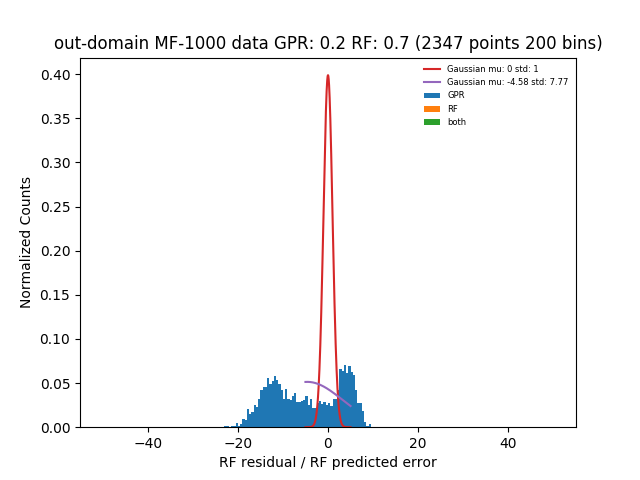 out-domain MF-1000 data GPR: 0.2 RF: 0.7 (2347 points 200 bins)
Gaussian mu: 0 std: 1
Gaussian mu: -4.58 std: 7.77
GPR
RF
both
0.40
0.35
0.30
0.25
0.20
0.15
0.10
0.05
0.00
Normalized Counts
−40
−20
0
20
40
RF residual / RF predicted error